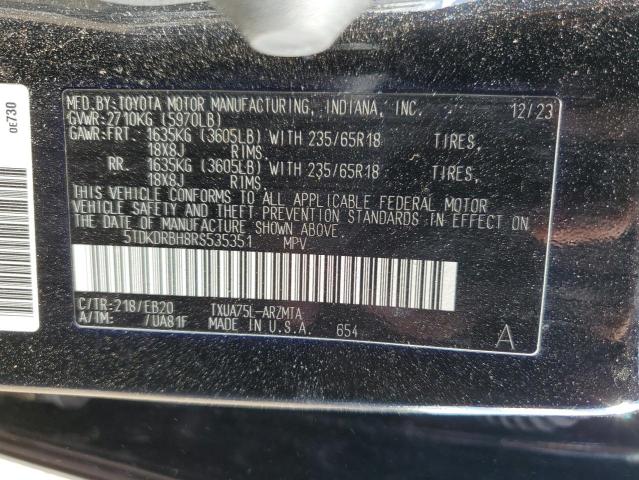 0E730
MFD.BY:TOYOTA MOTOR MANUFACTURING, INDIANA, INC. 12/23
GVWR:2710KG (5970LB)
GAWR:FRT. 1635KG (3605LB) WITH 235/65R18 TIRES,
18X8J RIMS.
RR. 1635KG (3605LB) WITH 235/65R18 TIRES,
18X8J RIMS.
THIS VEHICLE CONFORMS TO ALL APPLICABLE FEDERAL MOTOR
VEHICLE SAFETY AND THEFT PREVENTION STANDARDS IN EFFECT ON
THE DATE OF MANUFACTURE SHOWN ABOVE.
5TDKDRBH8RS535351 MPV
C/TR:218/EB20 TXUA75L-ARZMTA
A/TM: /UA81F MADE IN U.S.A. 654 A